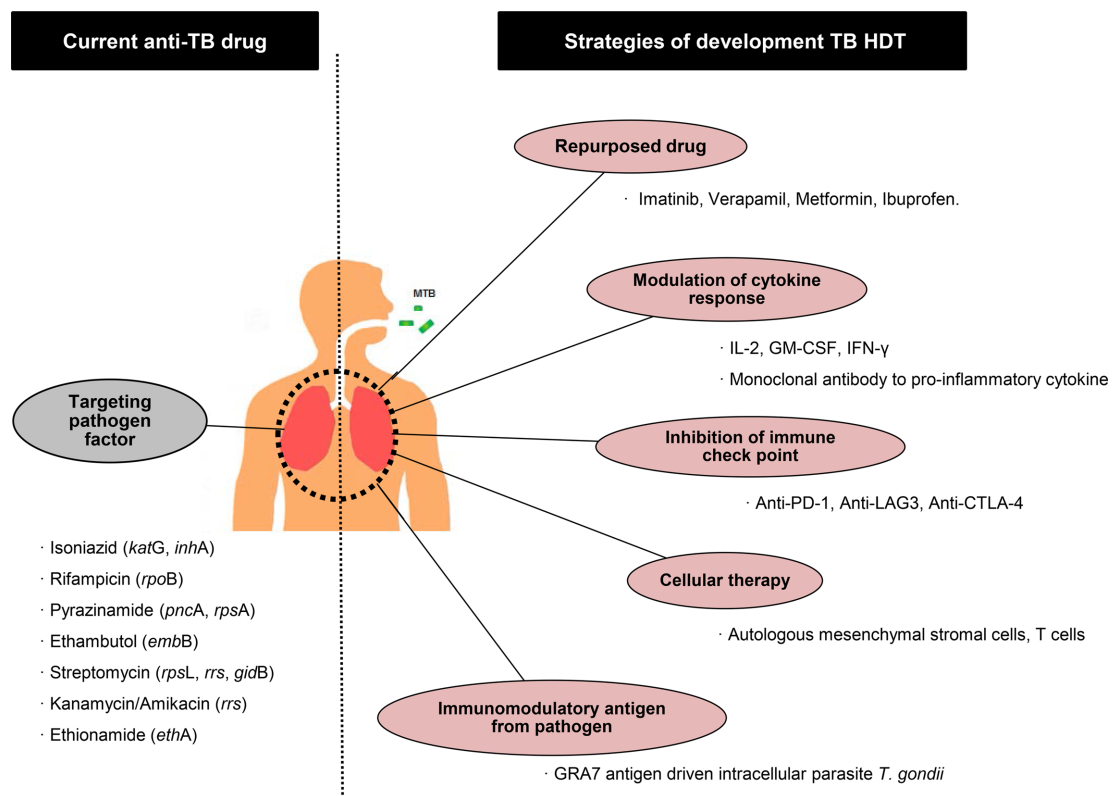 Current anti-TB drug
Strategies of development TB HDT
Repurposed drug
· Imatinib, Verapamil, Metformin, Ibuprofen.
Modulation of cytokine
response
MTB
· IL-2, GM-CSF, IFN-γ
· Monoclonal antibody to pro-inflammatory cytokine
Targeting
pathogen
factor
Inhibition of immune
check point
· Anti-PD-1, Anti-LAG3, Anti-CTLA-4
· Isoniazid (katG, inhA)
· Rifampicin (rpoB)
· Pyrazinamide (pncA, rpsA)
· Ethambutol (embB)
· Streptomycin (rpsL, rrs, gidB)
· Kanamycin/Amikacin (rrs)
· Ethionamide (ethA)
Cellular therapy
· Autologous mesenchymal stromal cells, T cells
Immunomodulatory antigen
from pathogen
· GRA7 antigen driven intracellular parasite T. gondii